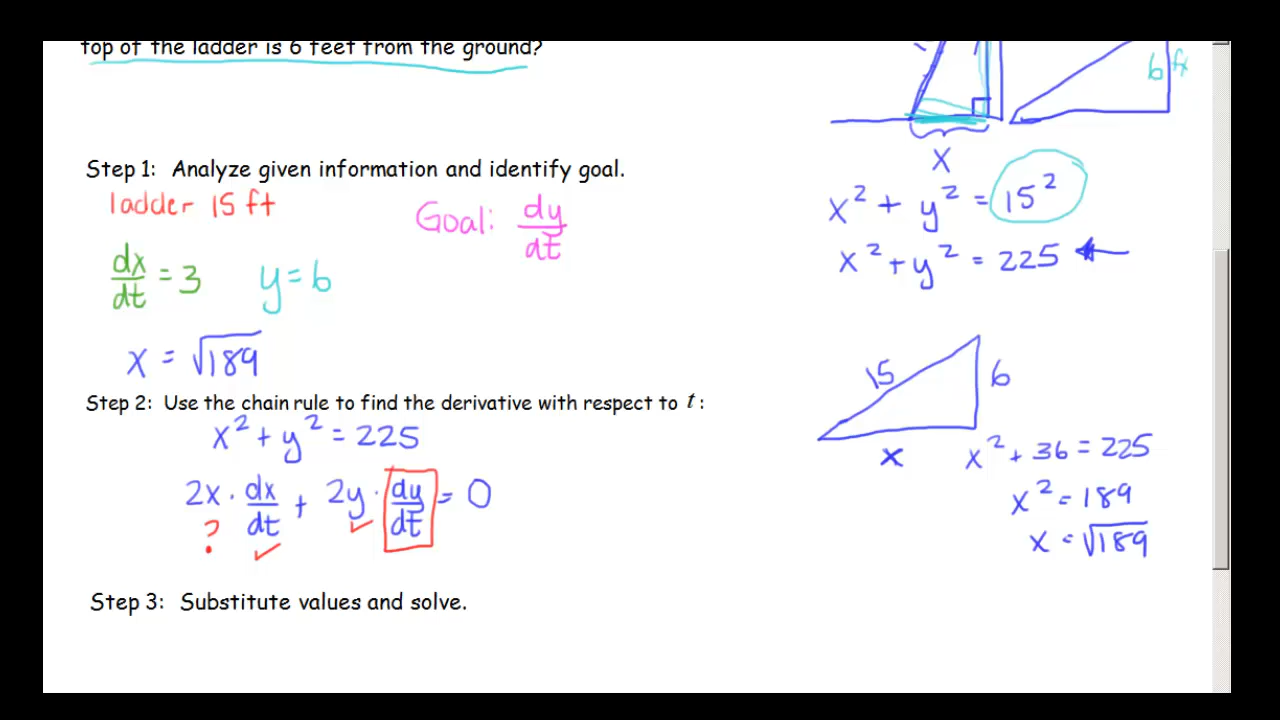 top of the ladder is 6 feet from the ground?
6 ft
x
Step 1: Analyze given information and identify goal.
ladder 15 ft
Goal: dy/dt
x² + y² = 15²
x² + y² = 225
dx/dt = 3
y = 6
x = √189
15
6
x
Step 2: Use the chain rule to find the derivative with respect to t:
x² + y² = 225
x² + 36 = 225
2x · dx/dt + 2y · dy/dt = 0
?
x² = 189
x = √189
Step 3: Substitute values and solve.